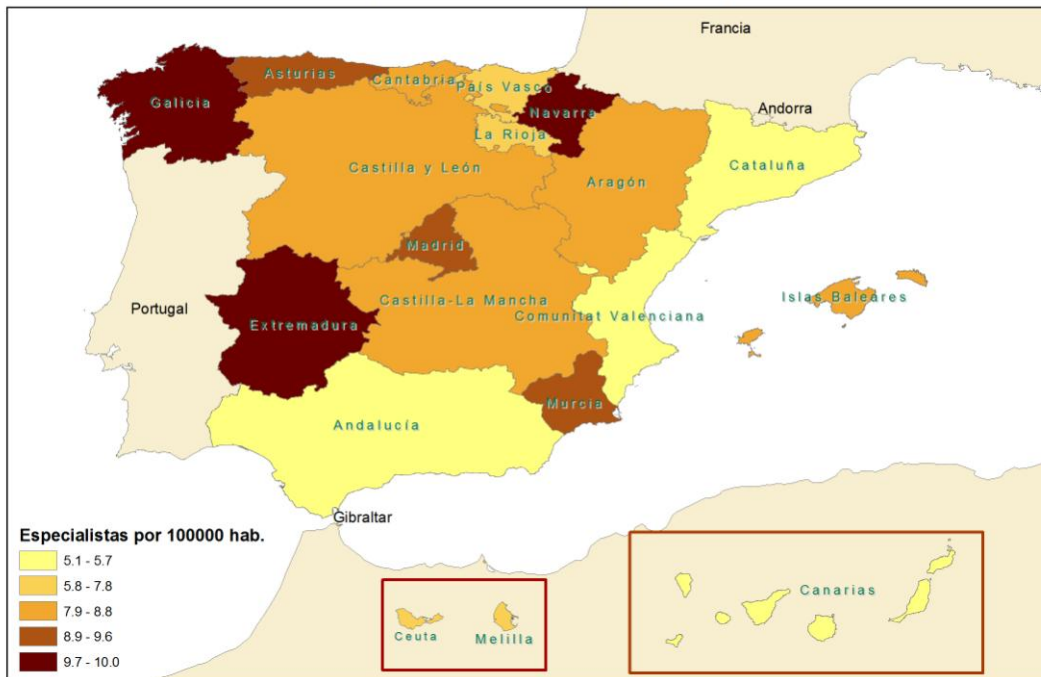 Francia
Asturias
Cantabria
País Vasco
Galicia
Navarra
Andorra
La Rioja
Castilla y León
Cataluña
Aragón
Madrid
Portugal
Castilla-La Mancha
Islas Baleares
Extremadura
Comunitat Valenciana
Murcia
Andalucía
Gibraltar
Especialistas por 100000 hab.
5.1 - 5.7
5.8 - 7.8
7.9 - 8.8
8.9 - 9.6
9.7 - 10.0
Ceuta
Melilla
Canarias